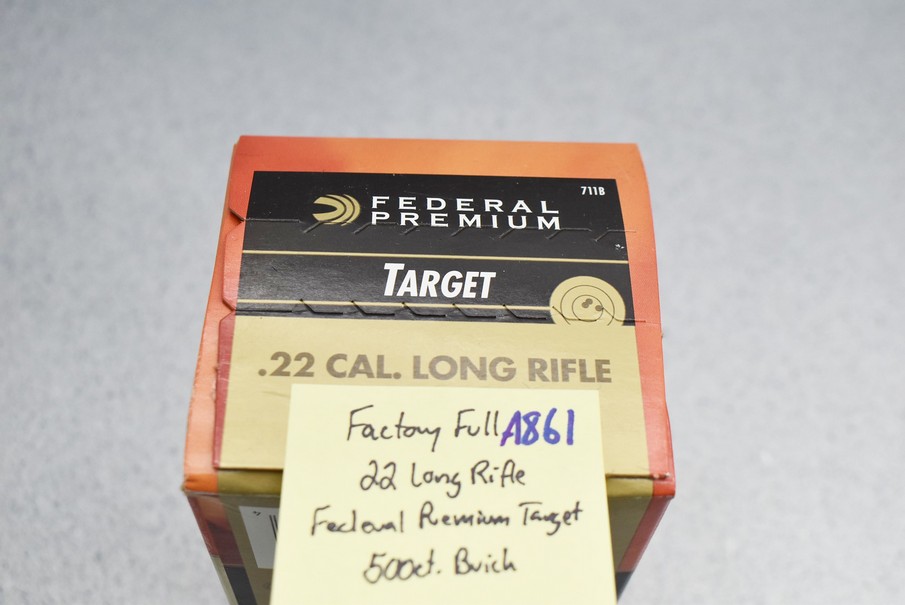 711B
FEDERAL
PREMIUM
TARGET
.22 CAL. LONG RIFLE
Factory Full A861
22 Long Rifle
Federal Premium Target
500ct. Brick